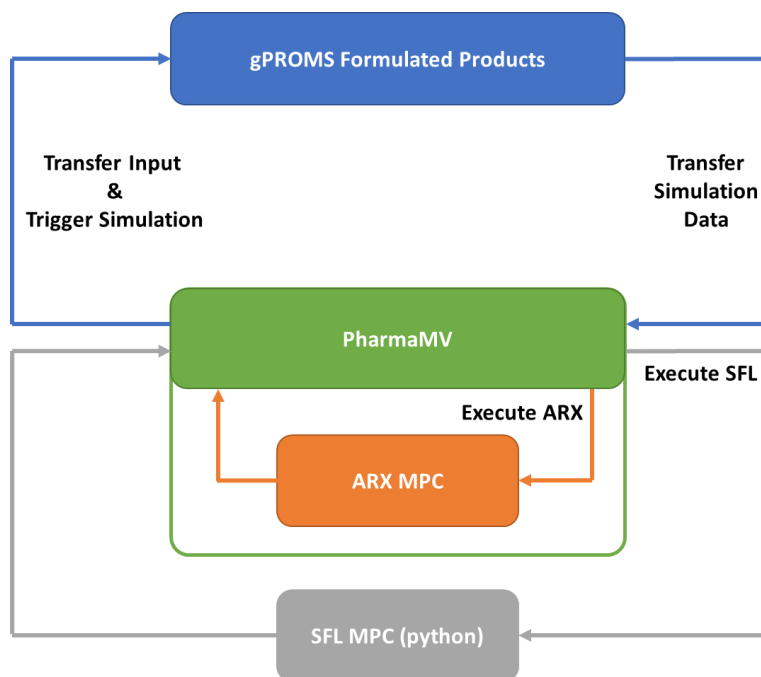 gPROMS Formulated Products
Transfer Input
&
Trigger Simulation
Transfer
Simulation
Data
PharmaMV
Execute SFL
Execute ARX
ARX MPC
SFL MPC (python)